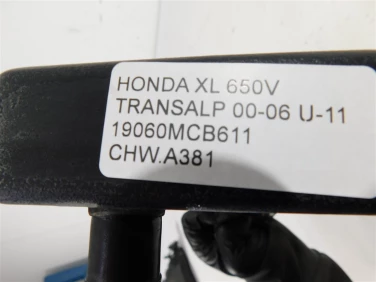 HONDA XL 650V
TRANSALP 00-06 U-11
19060MCB611
CHW.A381